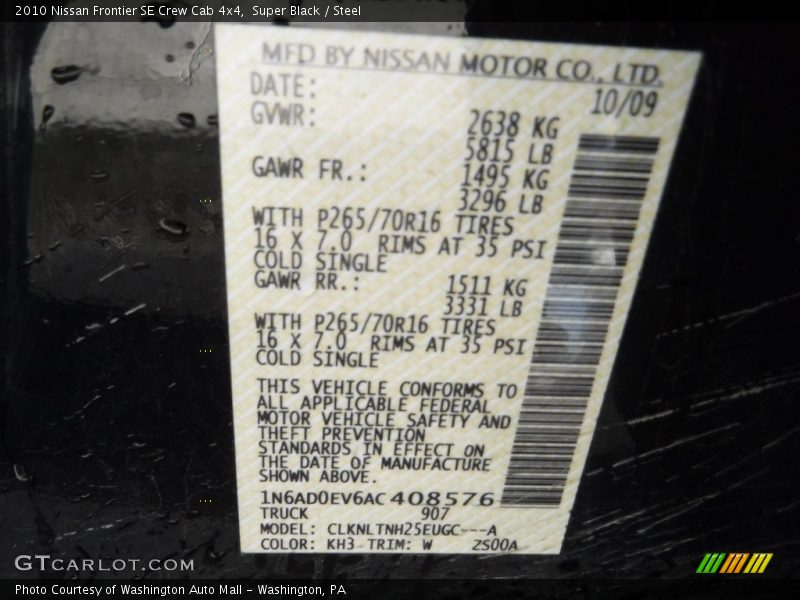 2010 Nissan Frontier SE Crew Cab 4x4,  Super Black / Steel
MFD BY NISSAN MOTOR CO., LTD.
DATE: 10/09
GVWR: 2638 KG
5815 LB
GAWR FR.: 1495 KG
3296 LB
WITH P265/70R16 TIRES
16 X 7.0 RIMS AT 35 PSI
COLD SINGLE
GAWR RR.: 1511 KG
3331 LB
WITH P265/70R16 TIRES
16 X 7.0 RIMS AT 35 PSI
COLD SINGLE
THIS VEHICLE CONFORMS TO
ALL APPLICABLE FEDERAL
MOTOR VEHICLE SAFETY AND
THEFT PREVENTION
STANDARDS IN EFFECT ON
THE DATE OF MANUFACTURE
SHOWN ABOVE.
1N6AD0EV6AC408576
TRUCK 907
MODEL: CLKNLTNH25EUGC---A
COLOR: KH3 TRIM: W ZS00A
GTCARLOT.COM
Photo Courtesy of Washington Auto Mall - Washington, PA